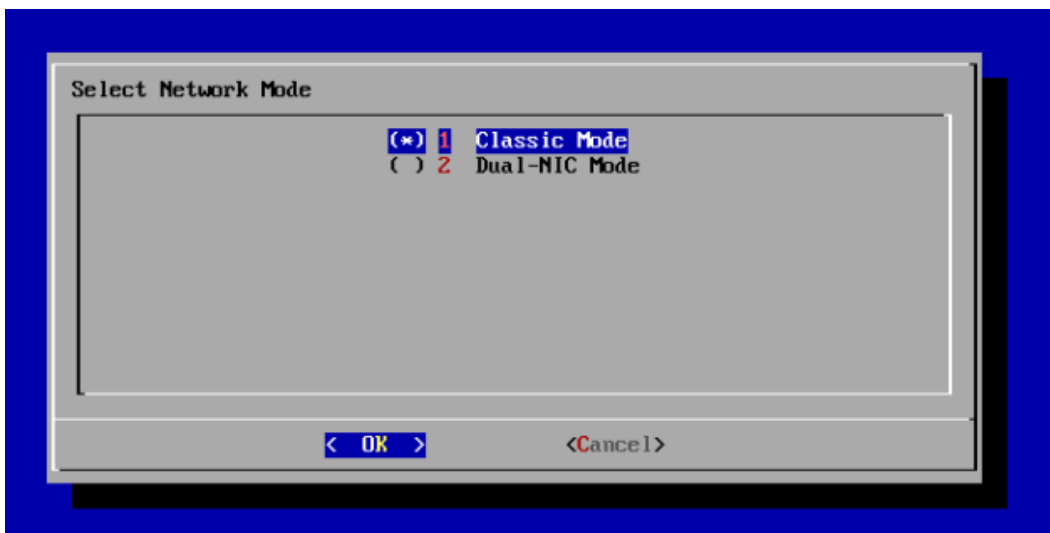 Select Network Mode
(*) 1 Classic Mode
( ) 2 Dual-NIC Mode
< OK > <Cancel>